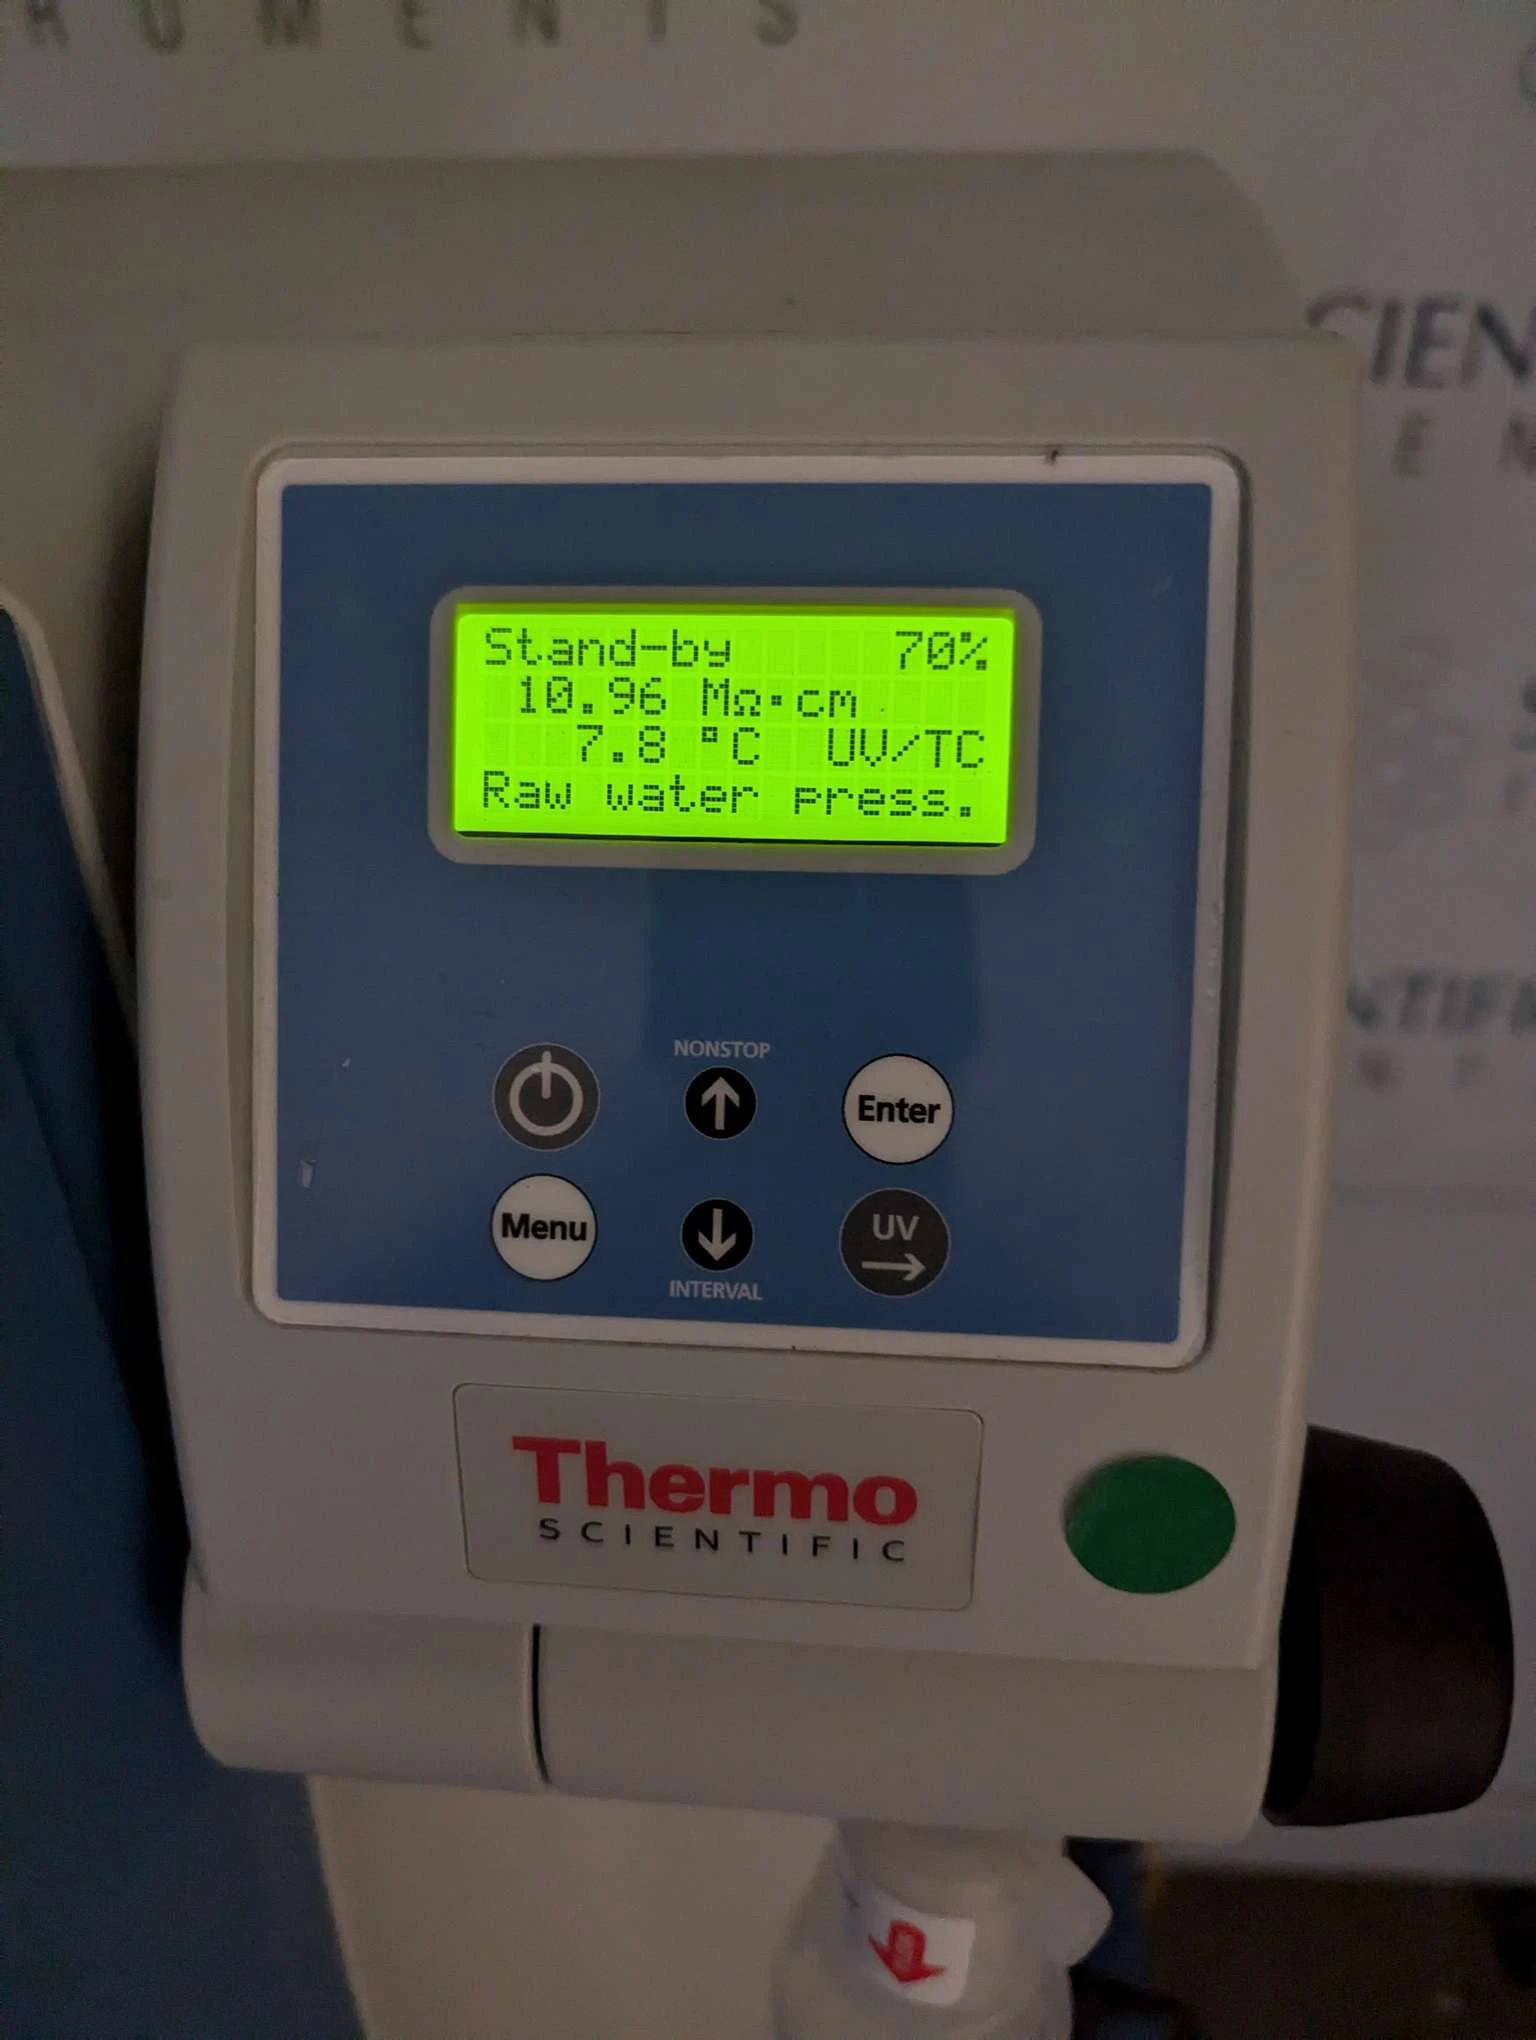 Stand-by 70%
10.96 MΩ·cm
7.8 °C UV/TC
Raw water press.
NONSTOP
Enter
Menu
UV
INTERVAL
Thermo
SCIENTIFIC